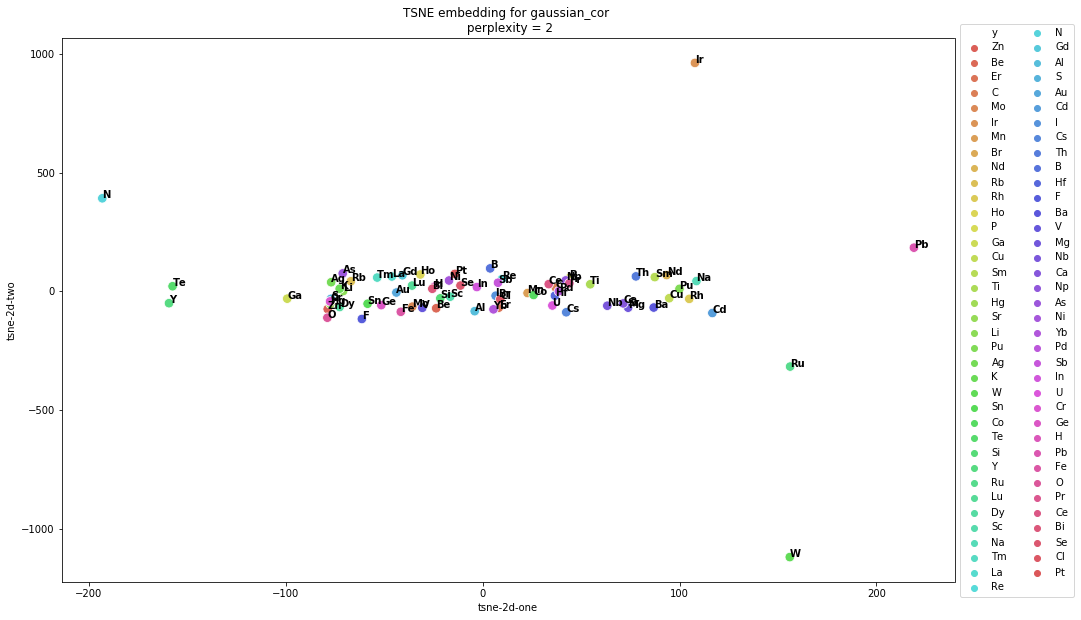 TSNE embedding for gaussian_cor
perplexity = 2
tsne-2d-two
1000
500
0
−500
−1000
−200
−100
0
100
200
tsne-2d-one
Ir
N
Pb
Te
Y
Ga
B
As
Ag
Rb
K
Li
Tm
La
Gd
Ho
Pt
Lu
Au
Ni
Se
In
Sb
Re
Ti
Th
Sm
Nd
Na
Pu
Cu
Rh
Cd
Ba
Mg
Nb
Cs
U
Al
Be
Fe
Ge
Sn
Dy
Zn
O
F
Si
Sc
Ru
W
y
Zn
Be
Er
C
Mo
Ir
Mn
Br
Nd
Rb
Rh
Ho
P
Ga
Cu
Sm
Ti
Hg
Sr
Li
Pu
Ag
K
W
Sn
Co
Te
Si
Y
Ru
Lu
Dy
Sc
Na
Tm
La
Re
N
Gd
Al
S
Au
Cd
I
Cs
Th
B
Hf
F
Ba
V
Mg
Nb
Ca
Np
As
Ni
Yb
Pd
Sb
In
U
Cr
Ge
H
Pb
Fe
O
Pr
Ce
Bi
Se
Cl
Pt